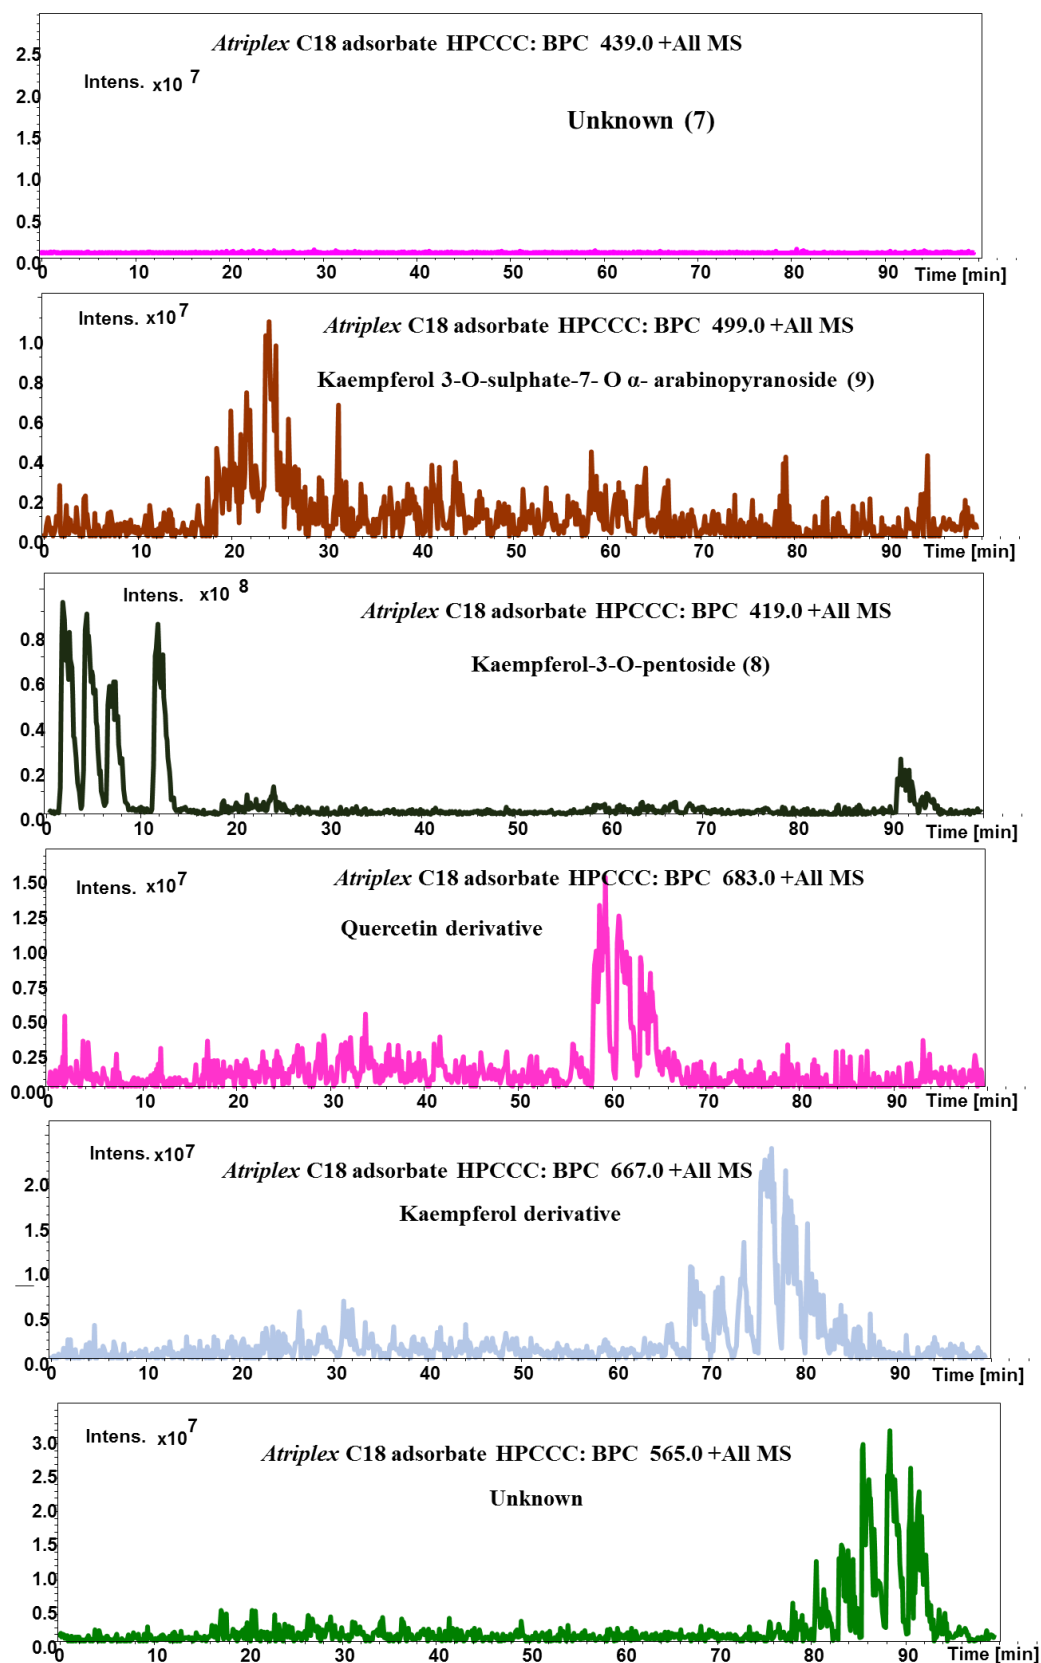 Atriplex C18 adsorbate HPCCC: BPC 439.0 +All MS
Intens. x10 7
Unknown (7)
2.5
2.0
1.5
1.0
0.5
0.0
0 10 20 30 40 50 60 70 80 90 Time [min]
Intens. x10 7
Atriplex C18 adsorbate HPCCC: BPC 499.0 +All MS
Kaempferol 3-O-sulphate-7- O α- arabinopyranoside (9)
1.0
0.8
0.6
0.4
0.2
0.0
10 20 30 40 50 60 70 80 90 Time [min]
Intens. x10 8
Atriplex C18 adsorbate HPCCC: BPC 419.0 +All MS
Kaempferol-3-O-pentoside (8)
0.8
0.6
0.4
0.2
0.0
0 10 20 30 40 50 60 70 80 90 Time [min]
Intens. x10 7
Atriplex C18 adsorbate HPCCC: BPC 683.0 +All MS
Quercetin derivative
1.50
1.25
1.00
0.75
0.50
0.25
0.00
0 10 20 30 40 50 60 70 80 90 Time [min]
Intens. x10 7
Atriplex C18 adsorbate HPCCC: BPC 667.0 +All MS
Kaempferol derivative
2.0
1.5
1.0
0.5
0.0
0 10 20 30 40 50 60 70 80 90 Time [min]
Intens. x10 7
Atriplex C18 adsorbate HPCCC: BPC 565.0 +All MS
Unknown
3.0
2.5
2.0
1.5
1.0
0.5
0.0
0 10 20 30 40 50 60 70 80 90 Time [min]